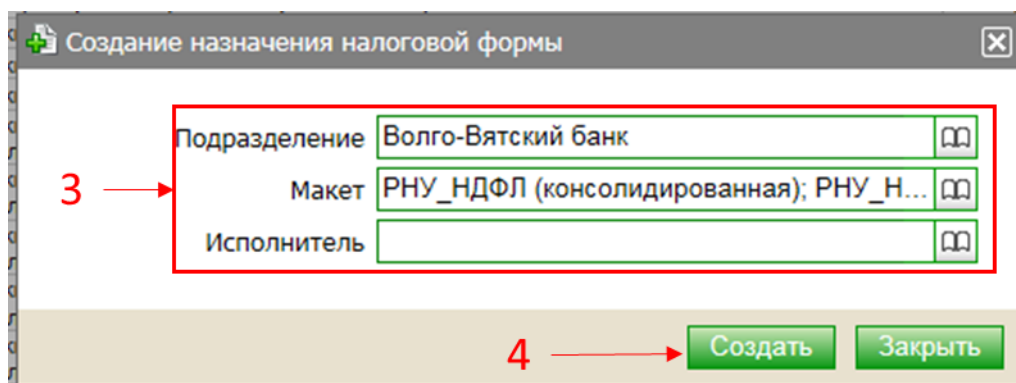 Создание назначения налоговой формы
Подразделение Волго-Вятский банк
3 Макет РНУ_НДФЛ (консолидированная); РНУ_Н...
Исполнитель
4 Создать Закрыть